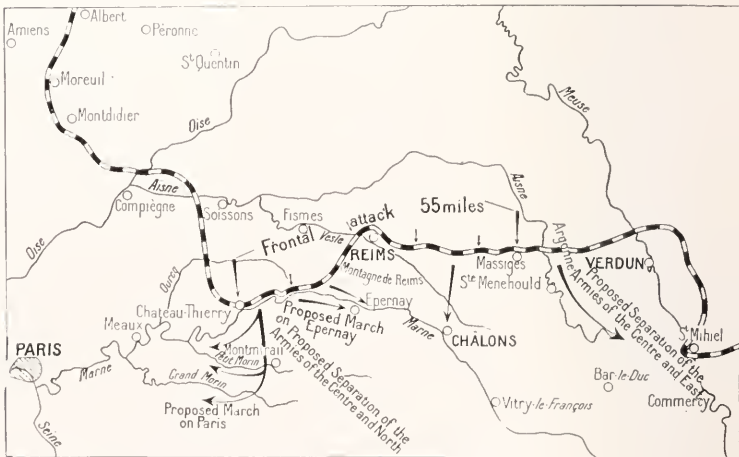 Albert
Amiens
Péronne
St Quentin
Moreuil
Montdidier
Oise
Meuse
Aisne
Aisne
Compiègne
Soissons
Fismes
Vesle
attack
55 miles
Frontal
REIMS
Montagne de Reims
Massiges
Ste Menehould
Argonne
VERDUN
Oise
Ourcq
Chateau-Thierry
Epernay
Marne
CHÂLONS
Proposed March
on Epernay
Proposed Separation of the
Armies of the Centre and East
St Mihiel
Meaux
PARIS
Marne
Montmirail
Petit Morin
Grand Morin
Proposed Separation of the
Armies of the Centre and North
Bar-le-Duc
Commercy
Vitry-le-François
Proposed March
on Paris
Seine